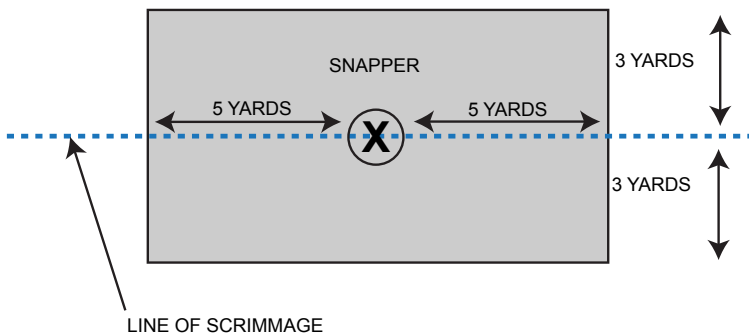 SNAPPER
3 YARDS
5 YARDS
5 YARDS
X
3 YARDS
LINE OF SCRIMMAGE